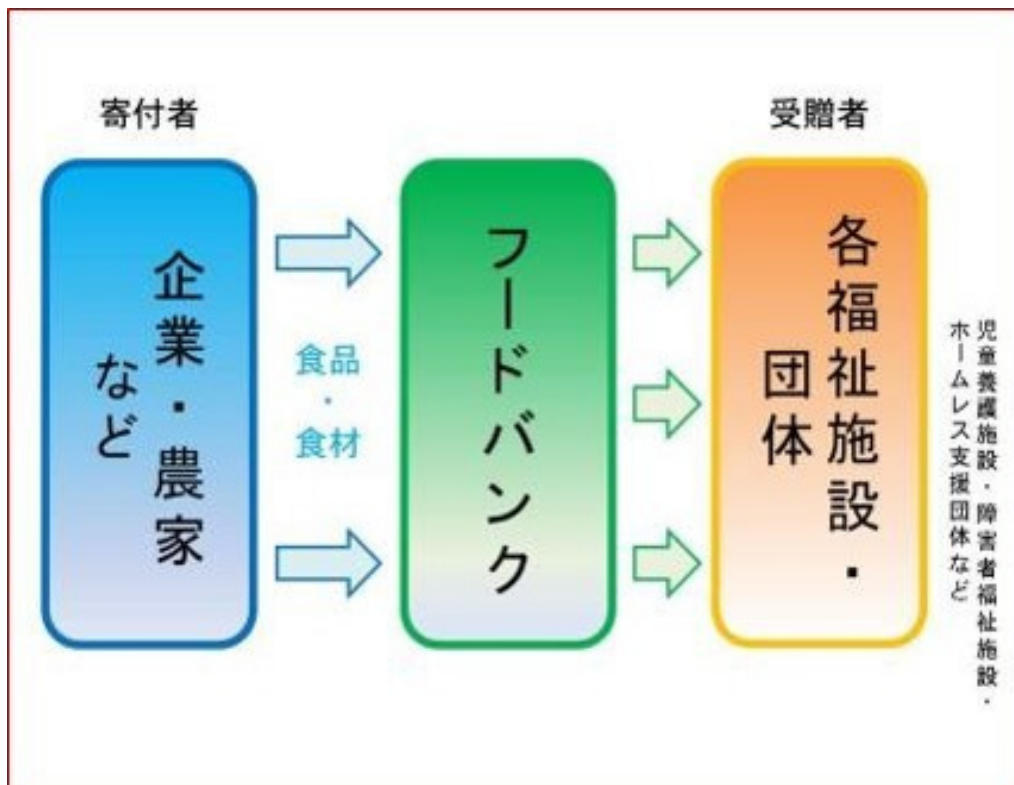 寄付者
企業・農家
など
食品
・
食材
フードバンク
受贈者
各福祉施設・
団体
児童養護施設・障害者福祉施設・
ホームレス支援団体など